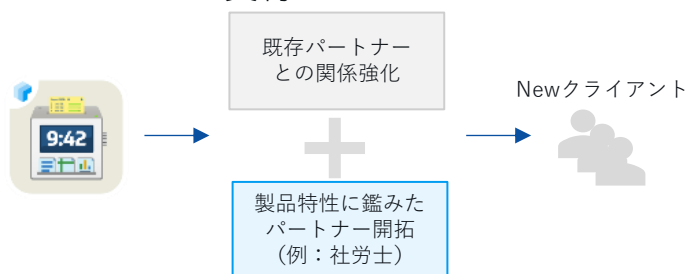 既存パートナー
との関係強化
Newクライアント
9:42
製品特性に鑑みた
パートナー開拓
(例：社労士)